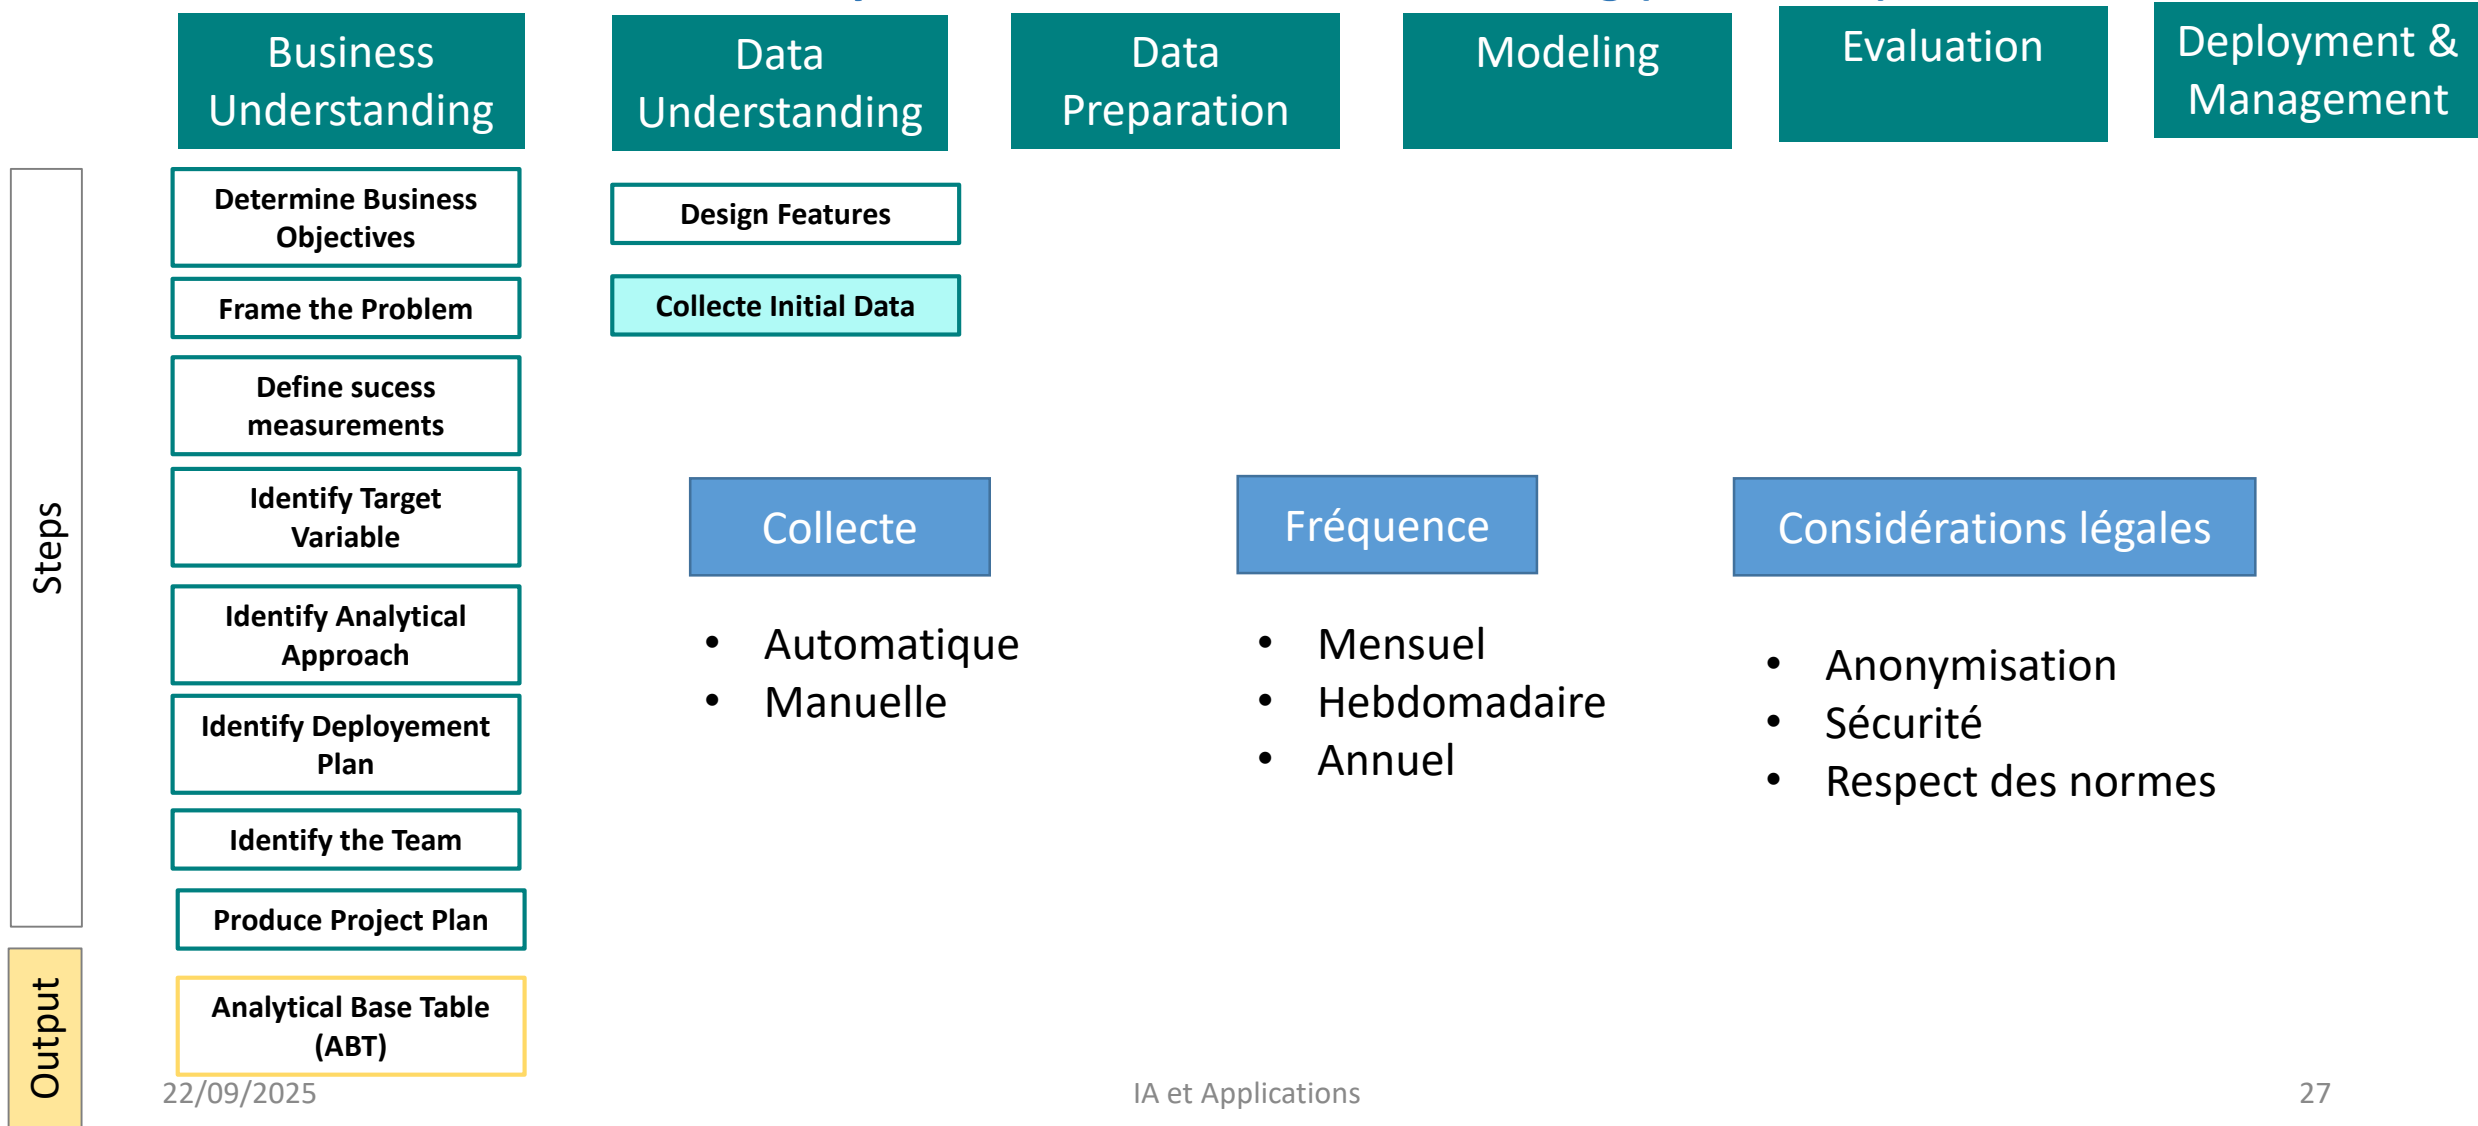 Business
Understanding
Data
Understanding
Data
Preparation
Modeling
Evaluation
Deployment &
Management
Steps
Determine Business
Objectives
Frame the Problem
Define sucess
measurements
Identify Target
Variable
Identify Analytical
Approach
Identify Deployement
Plan
Identify the Team
Produce Project Plan
Design Features
Collecte Initial Data
Collecte
• Automatique
• Manuelle
Fréquence
• Mensuel
• Hebdomadaire
• Annuel
Considérations légales
• Anonymisation
• Sécurité
• Respect des normes
Output
Analytical Base Table
(ABT)
22/09/2025
IA et Applications
27